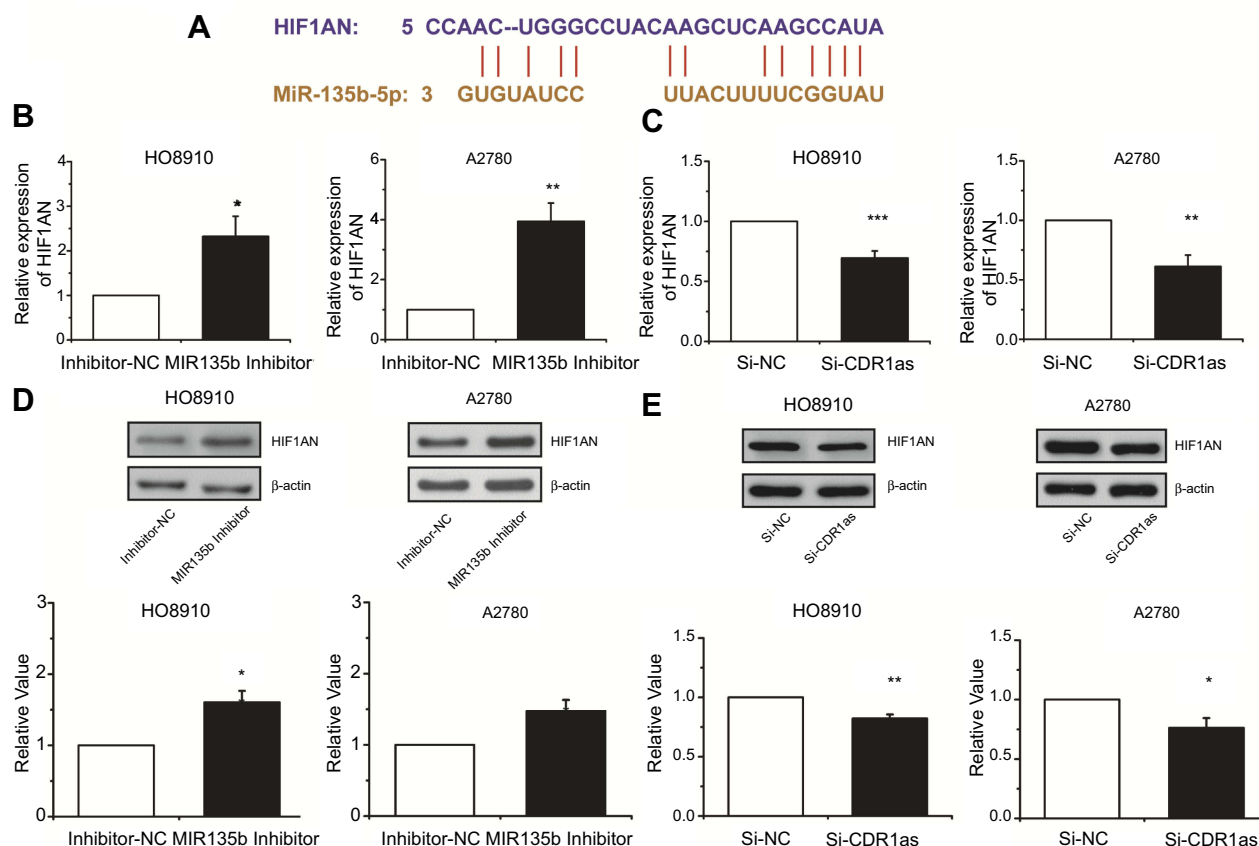 A
HIF1AN: 5 CCAAC--UGGGCCUACAAGCUCAAGCCAUA
MiR-135b-5p: 3 GUGUAUCC UUACUUUUCGGUAU
B
HO8910
Relative expression
of HIF1AN
4
3
2
1
0
*
Inhibitor-NC MIR135b Inhibitor
A2780
Relative expression
of HIF1AN
6
4
2
0
**
Inhibitor-NC MIR135b Inhibitor
C
HO8910
Relative expression
of HIF1AN
1.5
1.0
0.5
0.0
***
Si-NC Si-CDR1as
A2780
Relative expression
of HIF1AN
1.5
1.0
0.5
0.0
**
Si-NC Si-CDR1as
D
HO8910
HIF1AN
β-actin
Inhibitor-NC
MIR135b Inhibitor
A2780
HIF1AN
β-actin
Inhibitor-NC
MIR135b Inhibitor
HO8910
Relative Value
3
2
1
0
*
Inhibitor-NC MIR135b Inhibitor
A2780
Relative Value
3
2
1
0
Inhibitor-NC MIR135b Inhibitor
E
HO8910
HIF1AN
β-actin
Si-NC
Si-CDR1as
A2780
HIF1AN
β-actin
Si-NC
Si-CDR1as
HO8910
Relative Value
1.5
1.0
0.5
0.0
**
Si-NC Si-CDR1as
A2780
Relative Value
1.5
1.0
0.5
0.0
*
Si-NC Si-CDR1as